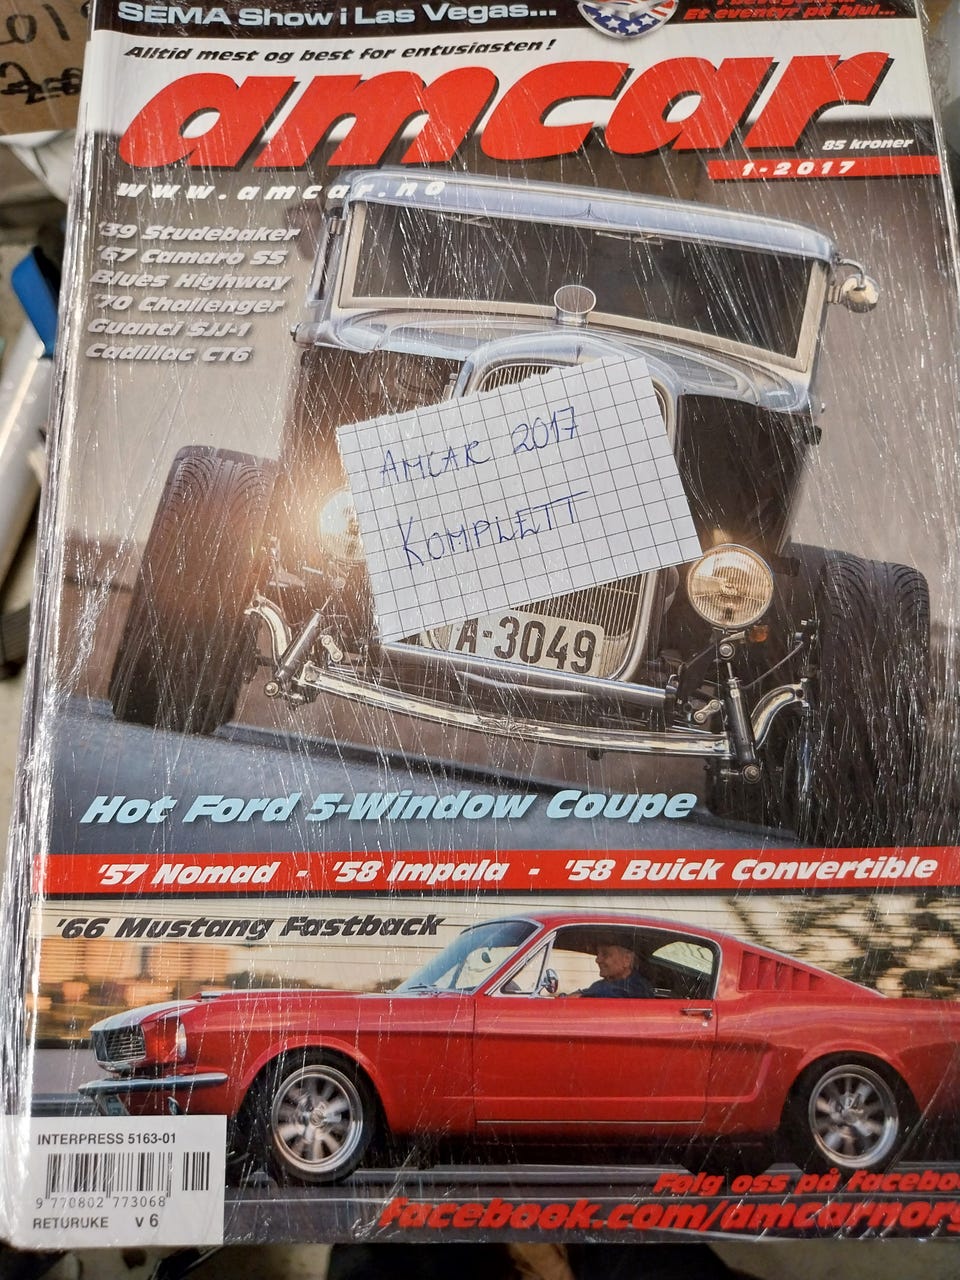 SEMA Show i Las Vegas...
Et eventyr på hjul...
Alltid mest og best for entusiasten!
amcar
85 kroner
1-2017
www.amcar.no
'39 Studebaker
'67 Camaro SS
Blues Highway
'70 Challenger
Guanci SJJ-1
Cadillac CT6
AMCAR 2017
KOMPLETT
A-3049
Hot Ford 5-Window Coupe
'57 Nomad - '58 Impala - '58 Buick Convertible
'66 Mustang Fastback
INTERPRESS 5163-01
9 770802 773068
RETURUKE v 6
Følg oss på facebo
facebook.com/amcarnorg